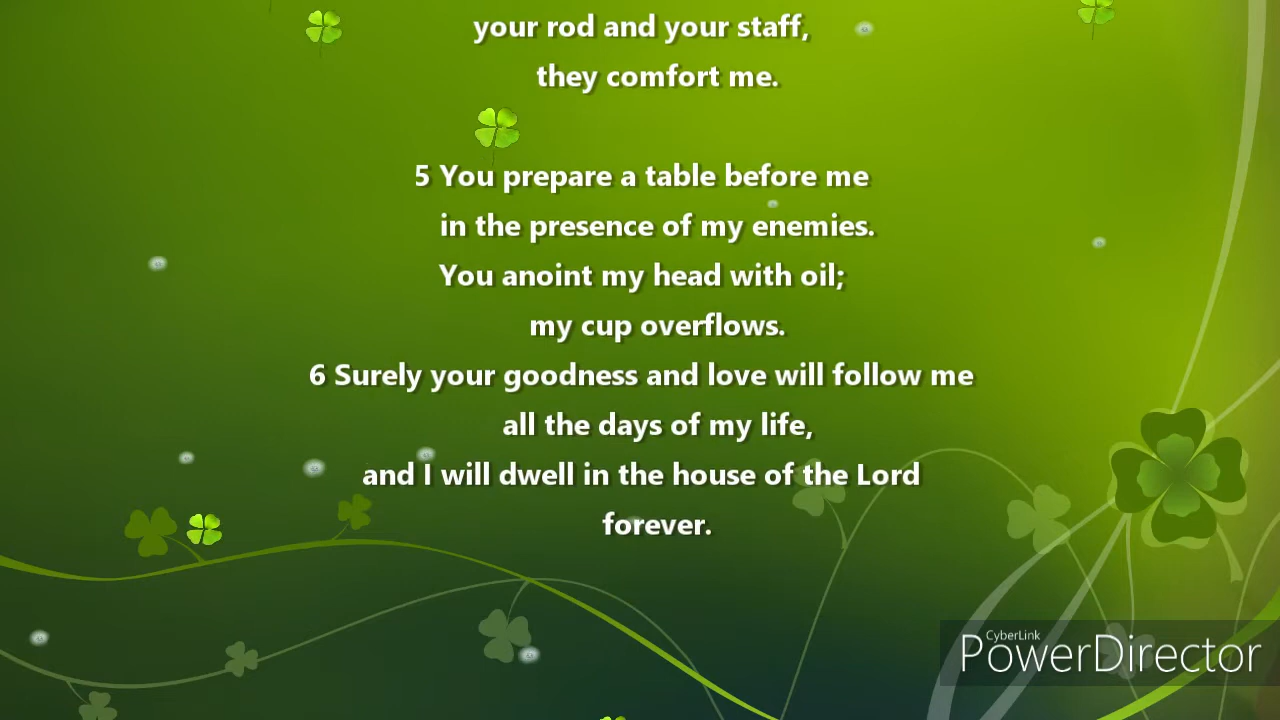 your rod and your staff,
they comfort me.
5 You prepare a table before me
in the presence of my enemies.
You anoint my head with oil;
my cup overflows.
6 Surely your goodness and love will follow me
all the days of my life,
and I will dwell in the house of the Lord
forever.
CyberLink
PowerDirector